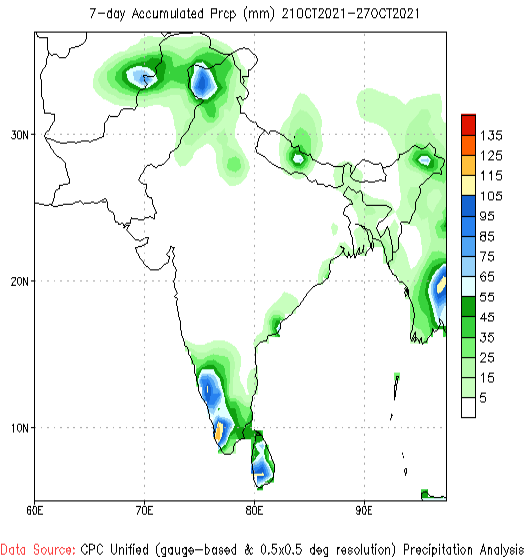 7-day Accumulated Prcp (mm) 21OCT2021-27OCT2021
30N
20N
10N
60E 70E 80E 90E
135
125
115
105
95
85
75
65
55
45
35
25
15
5
Data Source: CPC Unified (gauge-based & 0.5x0.5 deg resolution) Precipitation Analysis